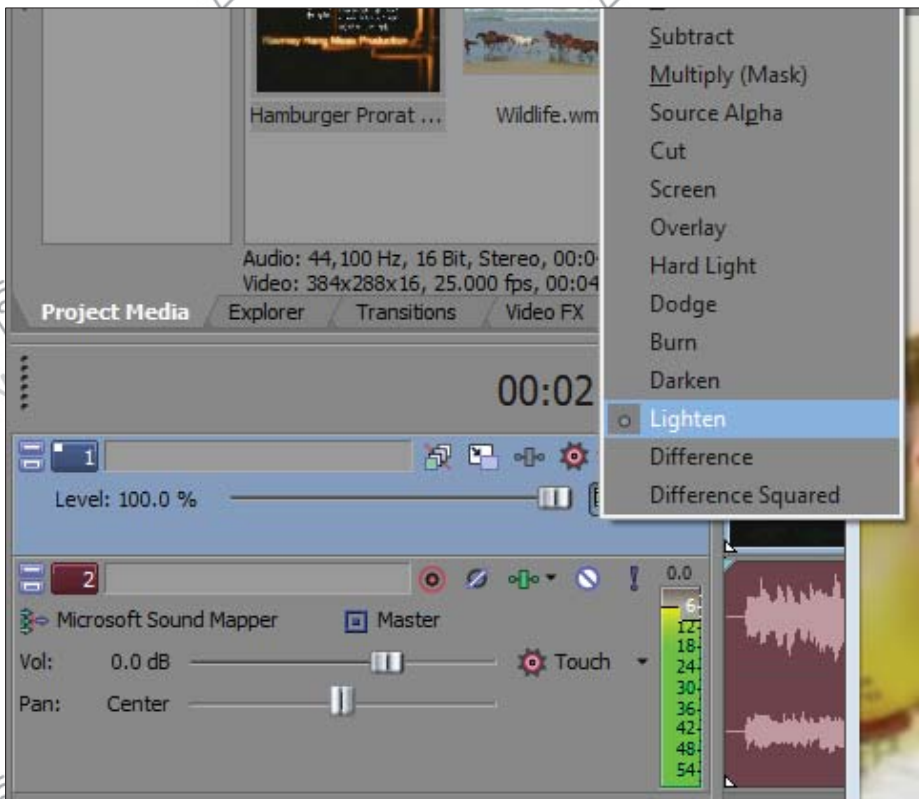 Hamburger Prorat ...
Wildlife.wm
Audio: 44,100 Hz, 16 Bit, Stereo, 00:0
Video: 384x288x16, 25.000 fps, 00:04
Project Media
Explorer
Transitions
Video FX
Subtract
Multiply (Mask)
Source Alpha
Cut
Screen
Overlay
Hard Light
Dodge
Burn
Darken
Lighten
Difference
Difference Squared
00:02
1
Level: 100.0 %
2
Microsoft Sound Mapper
Master
Vol: 0.0 dB
Touch
Pan: Center
0.0
6
12
18
24
30
36
42
48
54